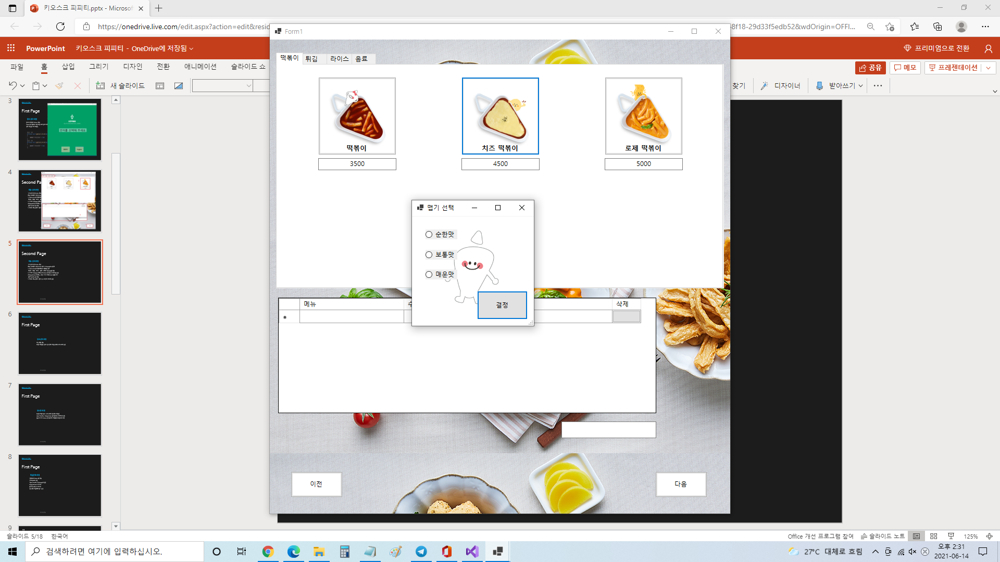 키오스크 피피티.pptx - Microsof
https://onedrive.live.com/edit.aspx?action=edit&resid
8f18-29d33f5edb52&wdOrigin=OFFI...
Form1
PowerPoint
키오스크 피피티 - OneDrive에 저장됨
프리미엄으로 전환
파일
홈
삽입
그리기
디자인
전환
애니메이션
슬라이드 쇼
공유
메모
프레젠테이션
새 슬라이드
찾기
디자이너
받아쓰기
떡볶이
튀김
라이스
음료
떡볶이
치즈 떡볶이
로제 떡볶이
3500
4500
5000
맵기 선택
순한맛
보통맛
매운맛
결정
메뉴
삭제
이전
다음
3
First Page
4
Second Pa
5
Second Page
6
First Page
7
First Page
8
First Page
9
슬라이드 5/18
한국어
Office 개선 프로그램 참여
슬라이드 노트
125%
검색하려면 여기에 입력하십시오.
27°C 대체로 흐림
오후 2:31
2021-06-14